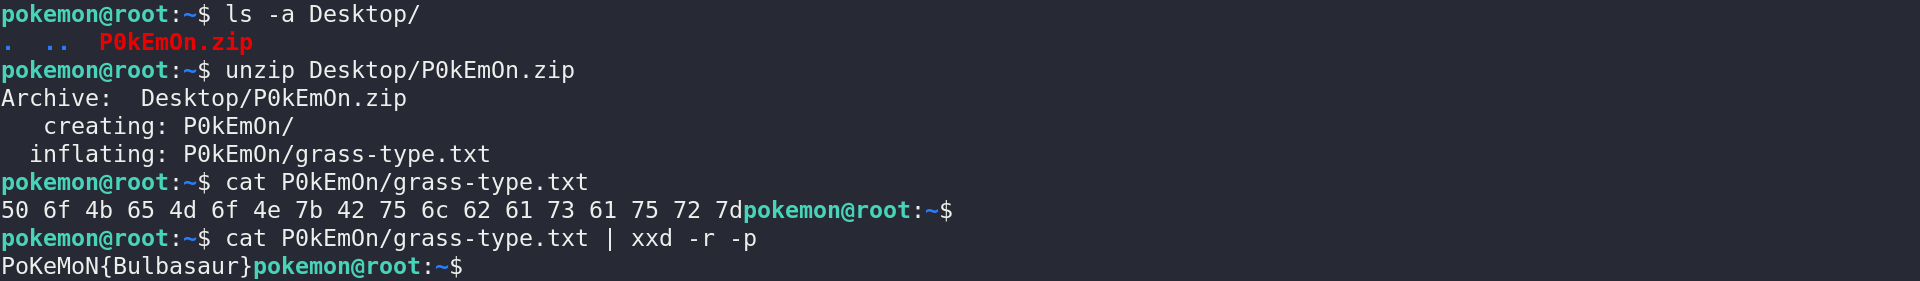 pokemon@root:~$ ls -a Desktop/
.  ..  P0kEmOn.zip
pokemon@root:~$ unzip Desktop/P0kEmOn.zip
Archive:  Desktop/P0kEmOn.zip
   creating: P0kEmOn/
  inflating: P0kEmOn/grass-type.txt
pokemon@root:~$ cat P0kEmOn/grass-type.txt
50 6f 4b 65 4d 6f 4e 7b 42 75 6c 62 61 73 61 75 72 7dpokemon@root:~$
pokemon@root:~$ cat P0kEmOn/grass-type.txt | xxd -r -p
PoKeMoN{Bulbasaur}pokemon@root:~$